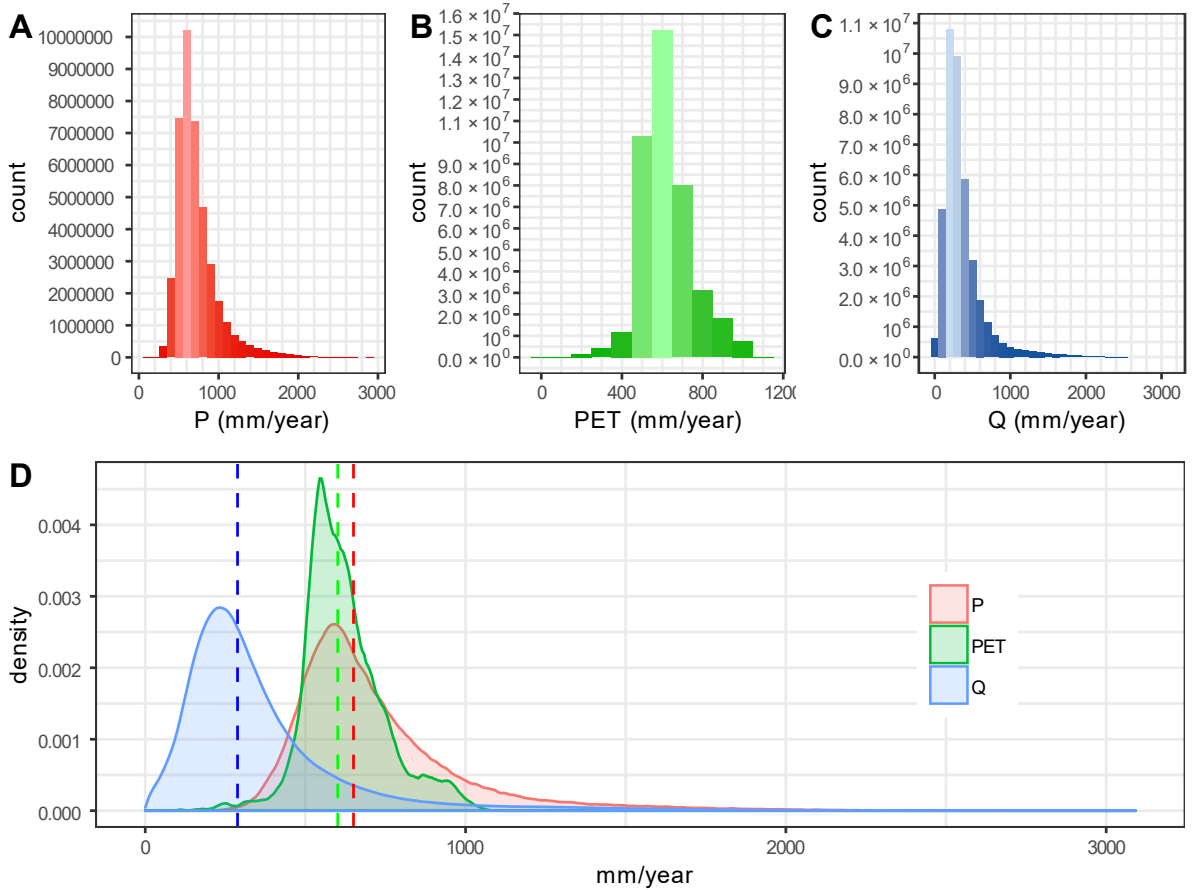 A
10000000
9000000
8000000
7000000
6000000
5000000
4000000
3000000
2000000
1000000
0
count
0 1000 2000 3000
P (mm/year)
B
1.6 × 10⁷
1.5 × 10⁷
1.4 × 10⁷
1.3 × 10⁷
1.2 × 10⁷
1.1 × 10⁷
10⁷
9.0 × 10⁶
8.0 × 10⁶
7.0 × 10⁶
6.0 × 10⁶
5.0 × 10⁶
4.0 × 10⁶
3.0 × 10⁶
2.0 × 10⁶
10⁶
0.0 × 10⁰
count
0 400 800 1200
PET (mm/year)
C
1.1 × 10⁷
10⁷
9.0 × 10⁶
8.0 × 10⁶
7.0 × 10⁶
6.0 × 10⁶
5.0 × 10⁶
4.0 × 10⁶
3.0 × 10⁶
2.0 × 10⁶
10⁶
0.0 × 10⁰
count
0 1000 2000 3000
Q (mm/year)
D
0.004
0.003
0.002
0.001
0.000
density
P
PET
Q
0 1000 2000 3000
mm/year